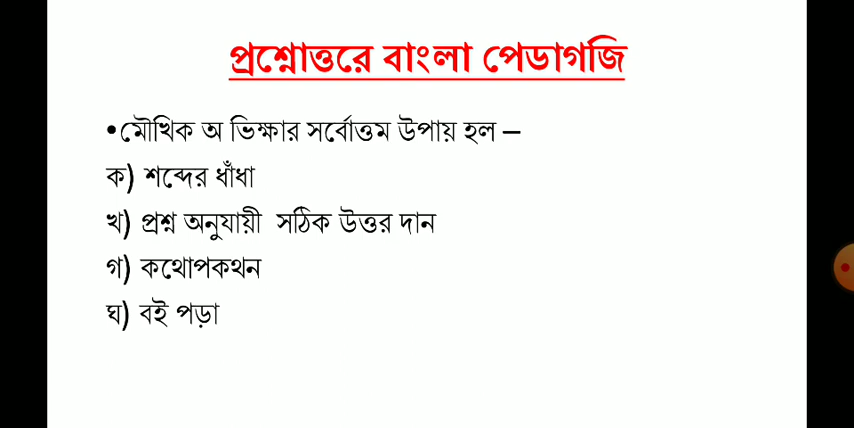 প্রশ্নোত্তরে বাংলা পেডাগজি
•মৌখিক অ ভিক্ষার সর্বোত্তম উপায় হল –
ক) শব্দের ধাঁধা
খ) প্রশ্ন অনুযায়ী সঠিক উত্তর দান
গ) কথোপকথন
ঘ) বই পড়া